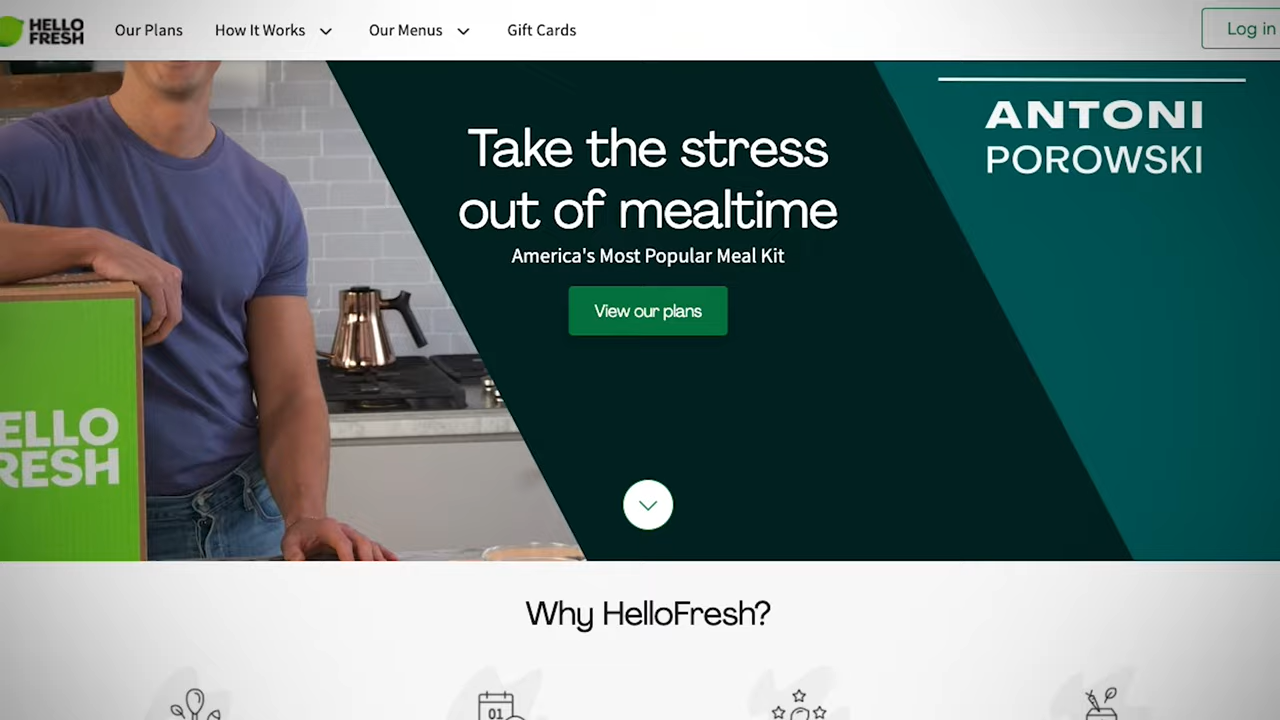 HELLO
FRESH
Our Plans
How It Works
Our Menus
Gift Cards
Log in
ANTONI
POROWSKI
Take the stress
out of mealtime
America's Most Popular Meal Kit
View our plans
ELLO
RESH
Why HelloFresh?
01